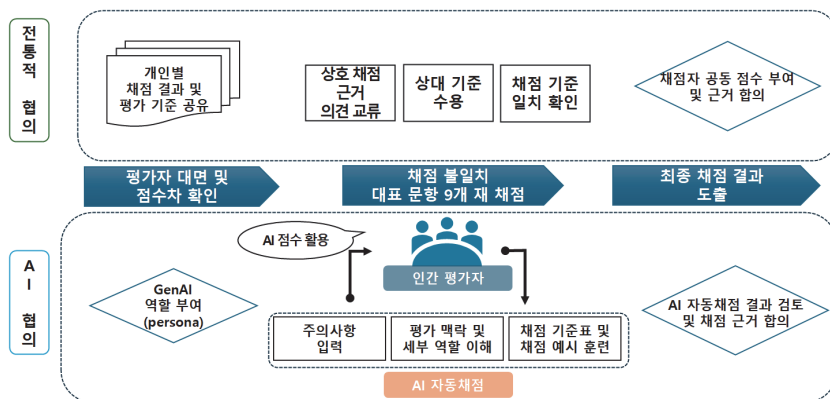 전통적 협의
개인별
채점 결과 및
평가 기준 공유
상호 채점
근거
의견 교류
상대 기준
수용
채점 기준
일치 확인
채점자 공동 점수 부여
및 근거 합의
평가자 대면 및
점수차 확인
채점 불일치
대표 문항 9개 재 채점
최종 채점 결과
도출
AI 협의
GenAI
역할 부여
(persona)
AI 점수 활용
인간 평가자
주의사항
입력
평가 맥락 및
세부 역할 이해
채점 기준표 및
채점 예시 훈련
AI 자동채점
AI 자동채점 결과 검토
및 채점 근거 합의